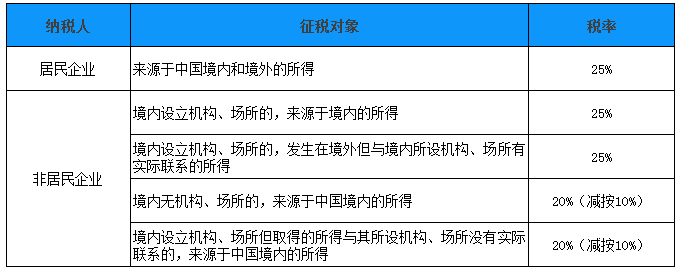 纳税人 征税对象 税率
居民企业 来源于中国境内和境外的所得 25%
境内设立机构、场所的，来源于境内的所得 25%
境内设立机构、场所的，发生在境外但与境内所设机构、场所有
实际联系的所得 25%
非居民企业
境内无机构、场所的，来源于中国境内的所得 20%（减按10%）
境内设立机构、场所但取得的所得与其所设机构、场所没有实际
联系的，来源于中国境内的所得 20%（减按10%）